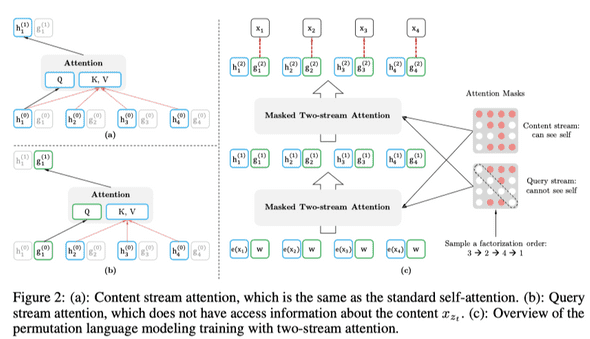 x₁ x₂ x₃ x₄
h₁⁽¹⁾ g₁⁽¹⁾
Attention
Q K, V
h₁⁽⁰⁾ g₁⁽⁰⁾ h₂⁽⁰⁾ g₂⁽⁰⁾ h₃⁽⁰⁾ g₃⁽⁰⁾ h₄⁽⁰⁾ g₄⁽⁰⁾
(a)
h₁⁽¹⁾ g₁⁽¹⁾
Attention
Q K, V
h₁⁽⁰⁾ g₁⁽⁰⁾ h₂⁽⁰⁾ g₂⁽⁰⁾ h₃⁽⁰⁾ g₃⁽⁰⁾ h₄⁽⁰⁾ g₄⁽⁰⁾
(b)
h₁⁽²⁾ g₁⁽²⁾ h₂⁽²⁾ g₂⁽²⁾ h₃⁽²⁾ g₃⁽²⁾ h₄⁽²⁾ g₄⁽²⁾
Masked Two-stream Attention
h₁⁽¹⁾ g₁⁽¹⁾ h₂⁽¹⁾ g₂⁽¹⁾ h₃⁽¹⁾ g₃⁽¹⁾ h₄⁽¹⁾ g₄⁽¹⁾
Masked Two-stream Attention
e(x₁) w e(x₂) w e(x₃) w e(x₄) w
(c)
Attention Masks
Content stream:
can see self
Query stream:
cannot see self
Sample a factorization order:
3 → 2 → 4 → 1
Figure 2: (a): Content stream attention, which is the same as the standard self-attention. (b): Query
stream attention, which does not have access information about the content x_{z_t}. (c): Overview of the
permutation language modeling training with two-stream attention.